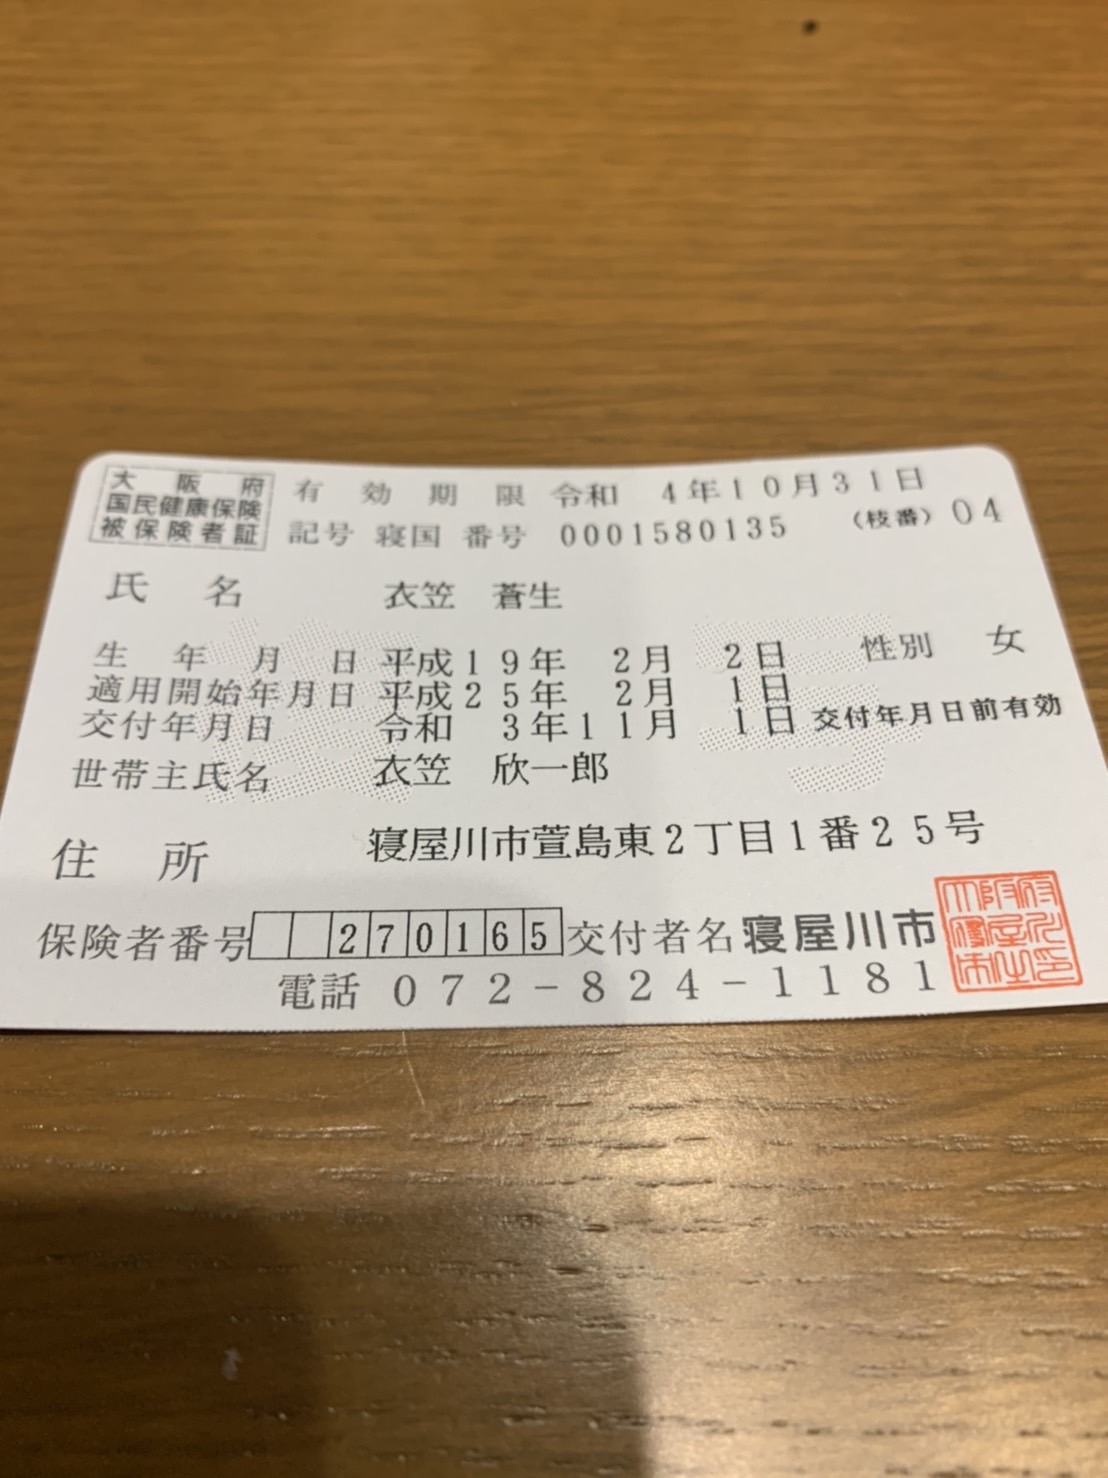 大阪府
国民健康保険
被保険者証
有効期限 令和 4年10月31日
記号 寝国 番号 0001580135 (枝番) 04
氏名 衣笠 蒼生
生年月日 平成19年 2月 2日 性別 女
適用開始年月日 平成25年 2月 1日
交付年月日 令和 3年11月 1日 交付年月日前有効
世帯主氏名 衣笠 欣一郎
住所 寝屋川市萱島東2丁目1番25号
保険者番号 270165 交付者名 寝屋川市
電話 072-824-1181